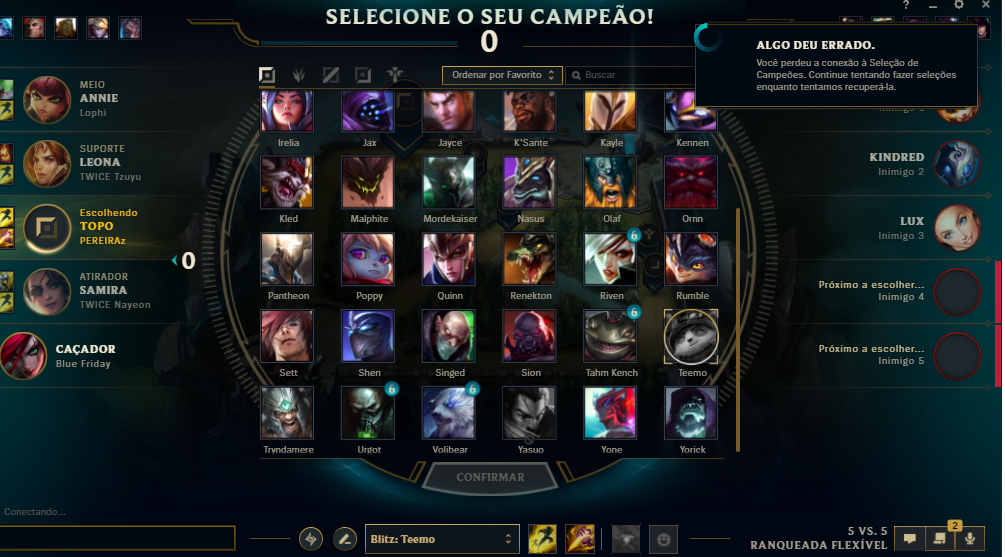 SELECIONE O SEU CAMPEÃO!
0
ALGO DEU ERRADO.
Você perdeu a conexão à Seleção de
Campeões. Continue tentando fazer seleções
enquanto tentamos recuperá-la.
Ordenar por Favorito
Buscar
MEIO
ANNIE
Lophi
SUPORTE
LEONA
TWICE Tzuyu
Escolhendo
TOPO
PEREIRAz
0
ATIRADOR
SAMIRA
TWICE Nayeon
CAÇADOR
Blue Friday
Irelia
Jax
Jayce
K'Sante
Kayle
Kennen
Kled
Malphite
Mordekaiser
Nasus
Olaf
Ornn
6
Pantheon
Poppy
Quinn
Renekton
Riven
Rumble
6
Sett
Shen
Singed
Sion
Tahm Kench
Teemo
6
6
Tryndamere
Urgot
Volibear
Yasuo
Yone
Yorick
KINDRED
Inimigo 2
LUX
Inimigo 3
Próximo a escolher...
Inimigo 4
Próximo a escolher...
Inimigo 5
CONFIRMAR
Conectando...
Blitz: Teemo
5 VS. 5
RANQUEADA FLEXÍVEL
2